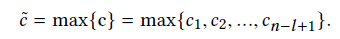 c̃ = max{c} = max{c₁, c₂, ..., cₙ₋ₗ₊₁}.